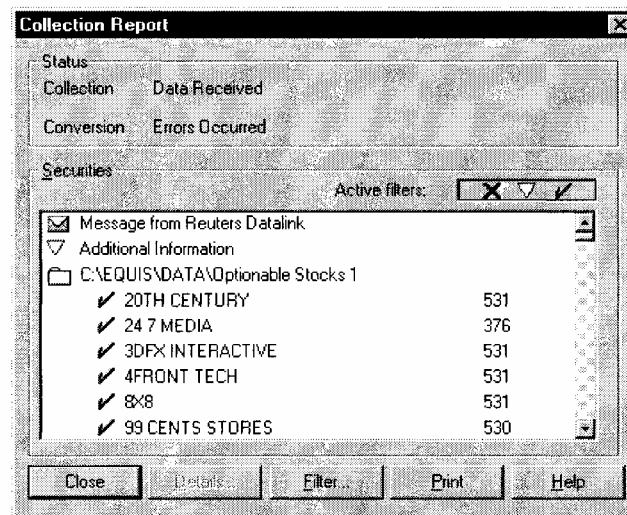 Collection Report
Status
Collection Data Received
Conversion Errors Occurred
Securities
Active filters:
Message from Reuters Datalink
Additional Information
C:\EQUIS\DATA\Optionable Stocks 1
20TH CENTURY 531
24 7 MEDIA 376
3DFX INTERACTIVE 531
4FRONT TECH 531
8X8 531
99 CENTS STORES 530
Close Details... Filter... Print Help